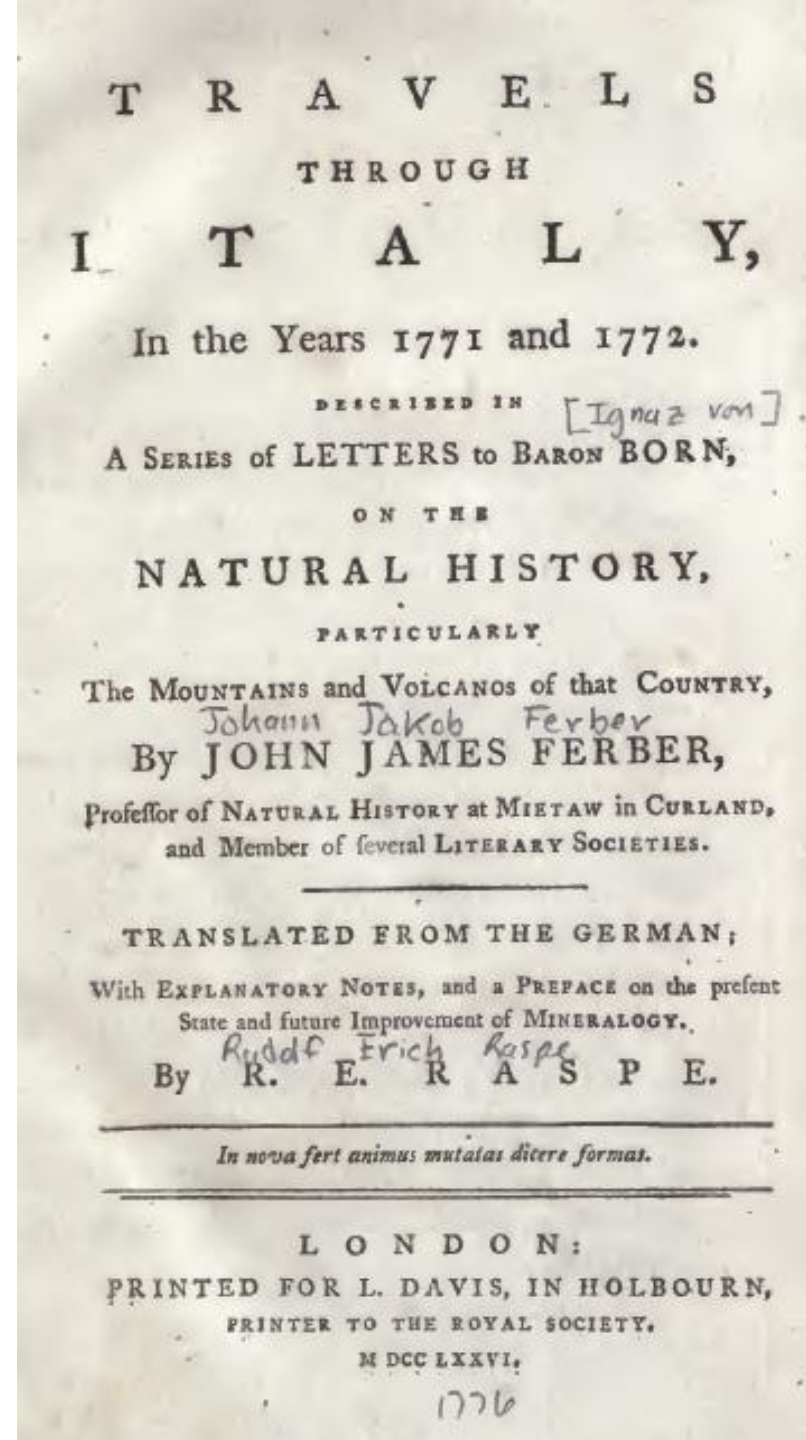 TRAVELS
THROUGH
ITALY,
In the Years 1771 and 1772.
DESCRIBED IN [Ignaz von].
A SERIES of LETTERS to BARON BORN,
ON THE
NATURAL HISTORY,
PARTICULARLY
The MOUNTAINS and VOLCANOS of that COUNTRY,
Johann Jakob Ferber
By JOHN JAMES FERBER,
Profeſſor of NATURAL HISTORY at MIETAW in CURLAND,
and Member of ſeveral LITERARY SOCIETIES.
TRANSLATED FROM THE GERMAN;
With EXPLANATORY NOTES, and a PREFACE on the preſent
State and future Improvement of MINERALOGY.
Rudolf Erich Raspe
By R. E. RASPE.
In nova fert animus mutatas dicere formas.
LONDON:
PRINTED FOR L. DAVIS, IN HOLBOURN,
PRINTER TO THE ROYAL SOCIETY.
M DCC LXXVI.
1776